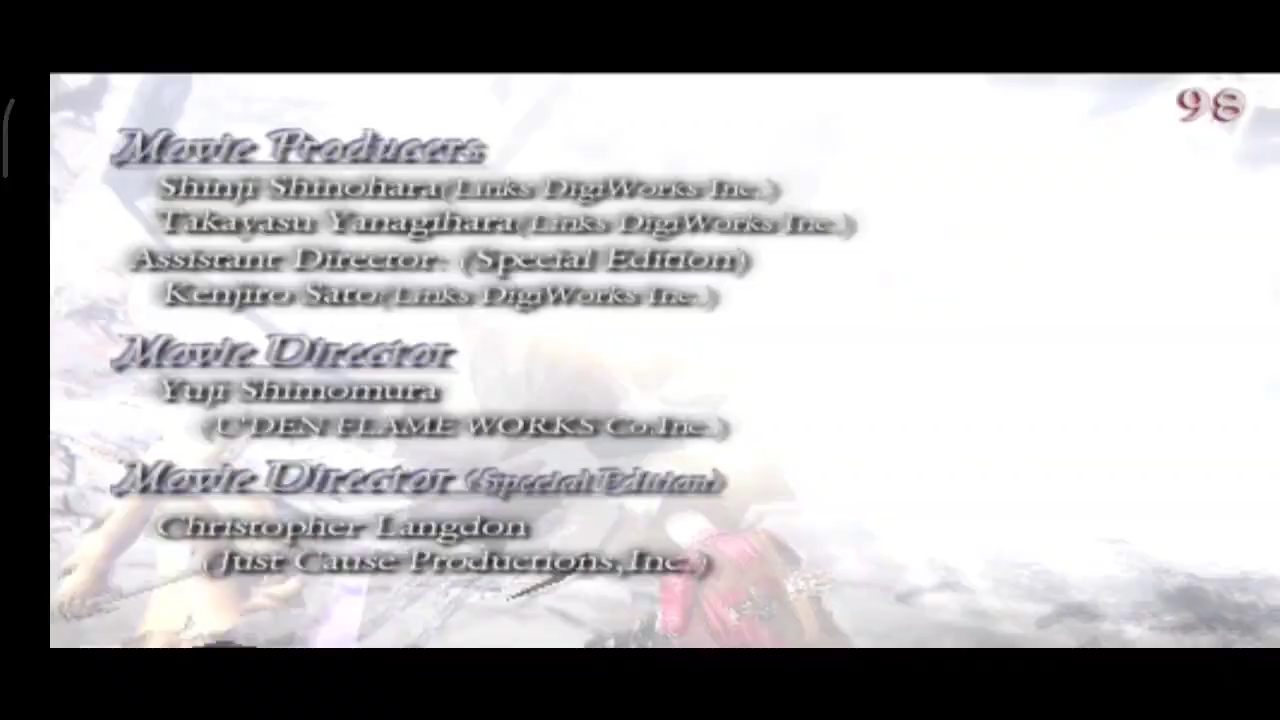 98
Movie Producers
Shinji Shinohara(Links DigiWorks Inc.)
Takayasu Yanagihara(Links DigiWorks Inc.)
Assistant Director (Special Edition)
Kenjiro Sato(Links DigiWorks Inc.)
Movie Director
Yuji Shimomura
(U'DEN FLAME WORKS Co.Inc.)
Movie Director (Special Edition)
Christopher Langdon
(Just Cause Productions,Inc.)